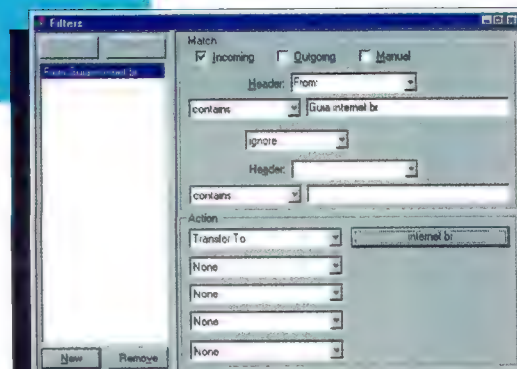 Filters
Match
Incoming Outgoing Manual
Header: From:
contains Guia internet br
ignore
Header:
contains
Action
Transfer To internet br
None
None
None
None
New Remove